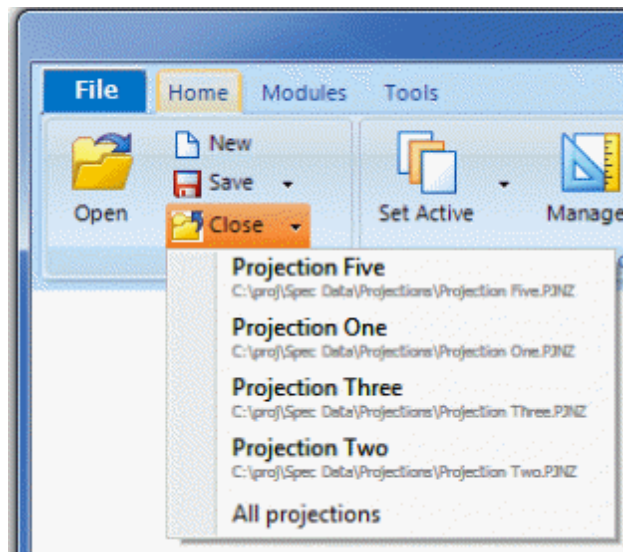 File Home Modules Tools
New
Save
Open Close Set Active Manage
Projection Five
C:\proj\Spec Data\Projections\Projection Five.PJNZ
Projection One
C:\proj\Spec Data\Projections\Projection One.PJNZ
Projection Three
C:\proj\Spec Data\Projections\Projection Three.PJNZ
Projection Two
C:\proj\Spec Data\Projections\Projection Two.PJNZ
All projections